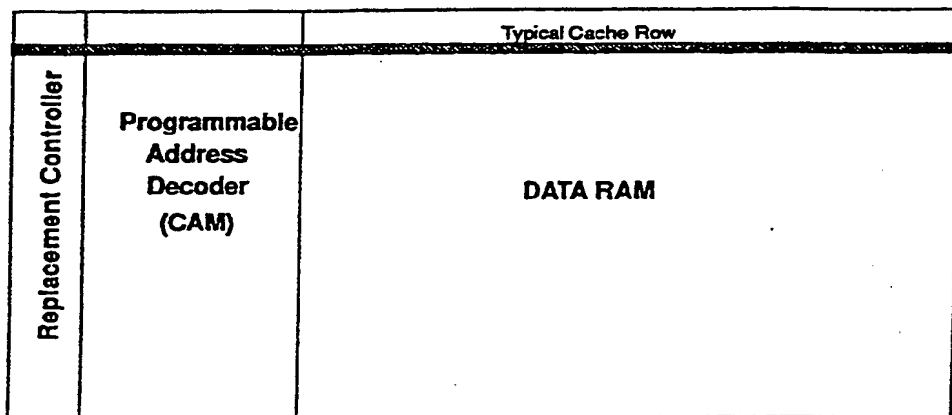 Typical Cache Row
Replacement Controller
Programmable
Address
Decoder
(CAM)
DATA RAM